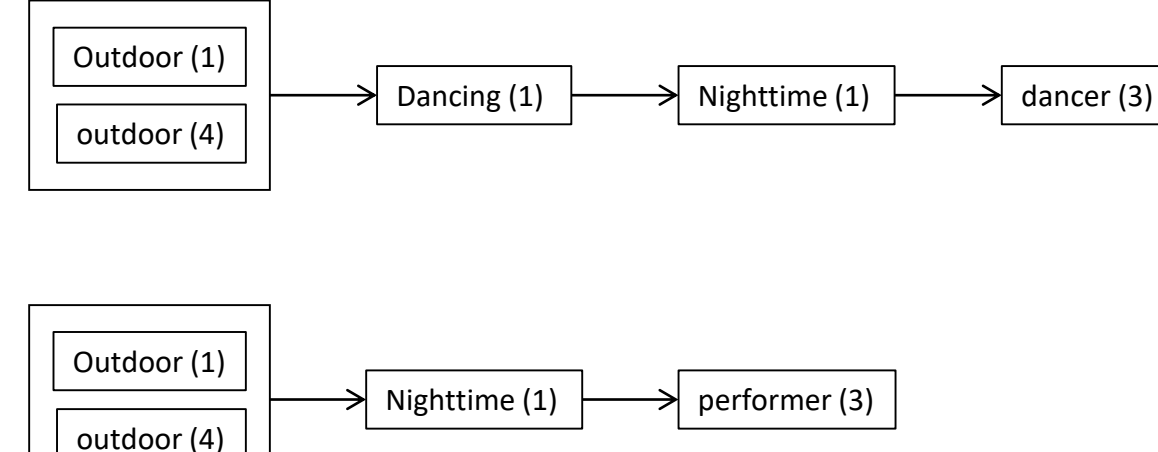 Outdoor (1)
outdoor (4)
Dancing (1)
Nighttime (1)
dancer (3)
Outdoor (1)
outdoor (4)
Nighttime (1)
performer (3)